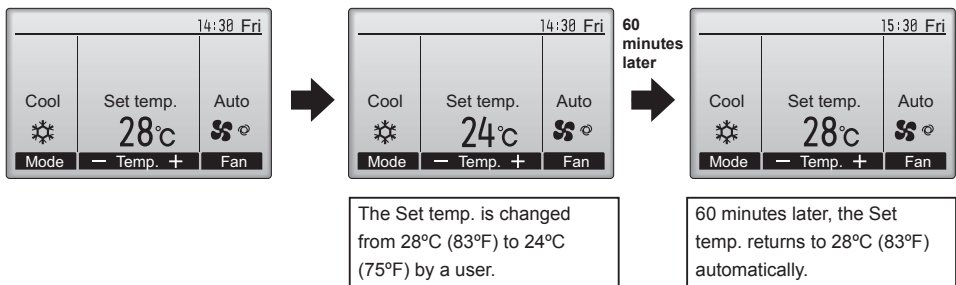 14:30 Fri
Cool Set temp. Auto
28°C
Mode — Temp. + Fan
14:30 Fri
Cool Set temp. Auto
24°C
Mode — Temp. + Fan
The Set temp. is changed
from 28ºC (83ºF) to 24ºC
(75ºF) by a user.
60
minutes
later
15:30 Fri
Cool Set temp. Auto
28°C
Mode — Temp. + Fan
60 minutes later, the Set
temp. returns to 28ºC (83ºF)
automatically.